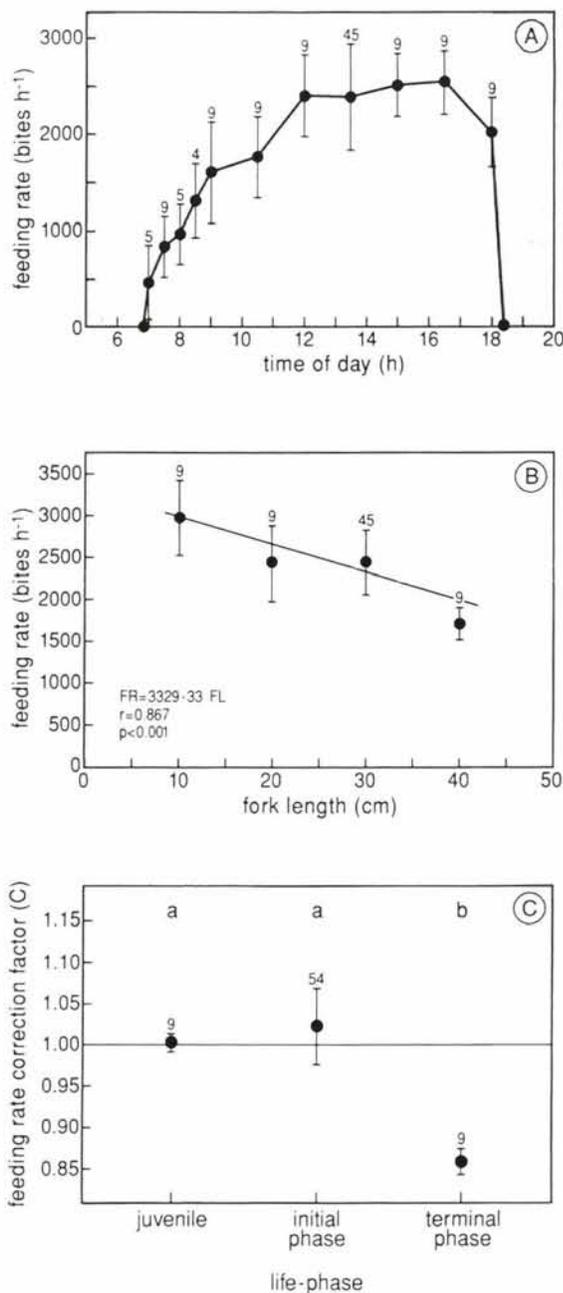 A
feeding rate (bites h⁻¹)
3000
2000
1000
0
5 9 5 4 9 9 9 45 9 9 9
6 8 10 12 14 16 18 20
time of day (h)
B
feeding rate (bites h⁻¹)
3500
3000
2500
2000
1500
1000
500
0
9 9 45 9
FR=3329-33 FL
r=0.867
p<0.001
0 10 20 30 40 50
fork length (cm)
C
feeding rate correction factor (C)
a a b
1.15
1.10
1.05
1.00
0.95
0.90
0.85
9 54 9
juvenile initial terminal
phase phase
life-phase